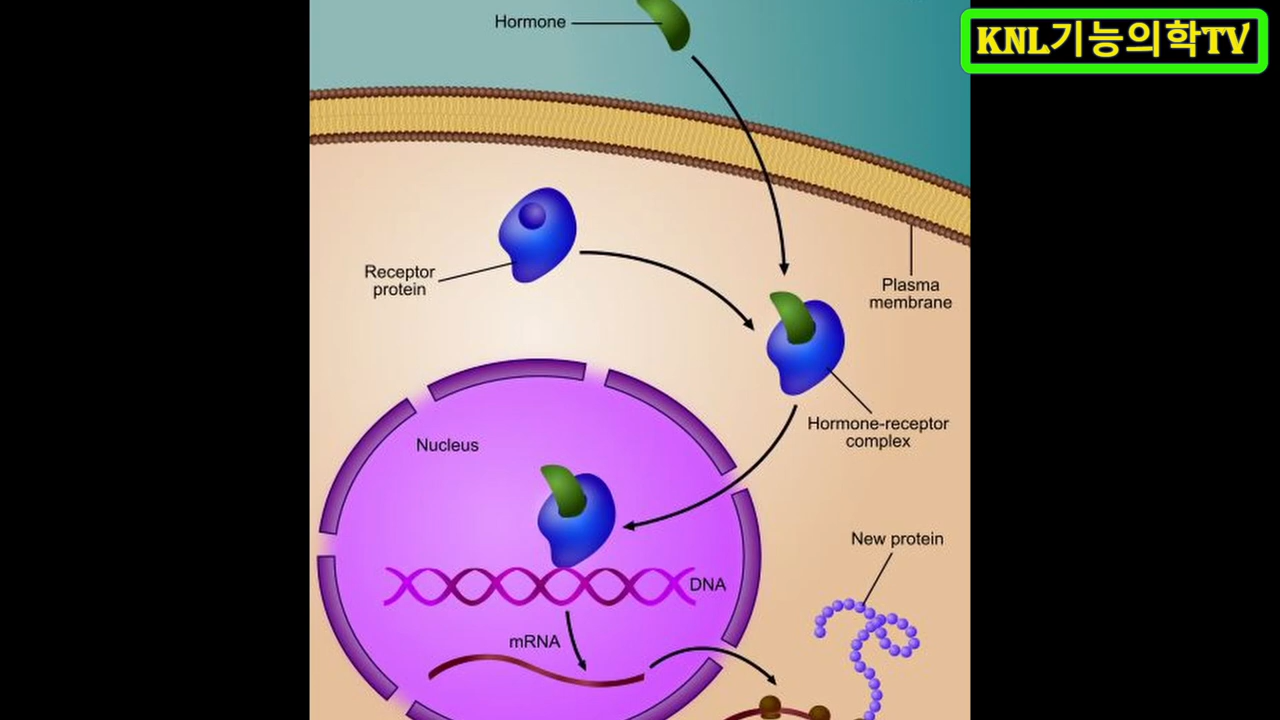 Hormone
KNL기능의학TV
Receptor
protein
Plasma
membrane
Hormone-receptor
complex
Nucleus
New protein
DNA
mRNA